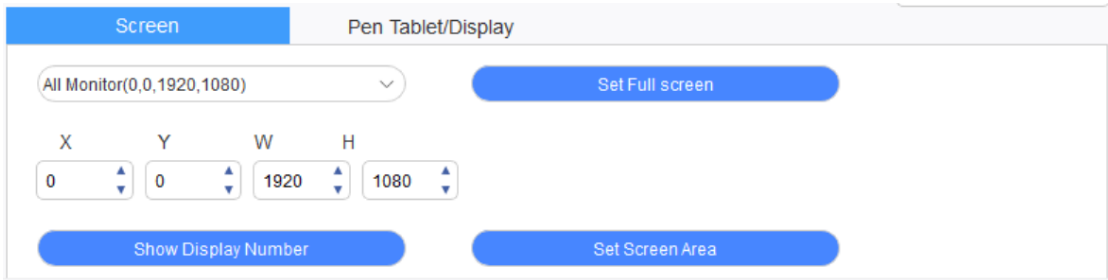 Screen Pen Tablet/Display
All Monitor(0,0,1920,1080) Set Full screen
X Y W H
0 0 1920 1080
Show Display Number Set Screen Area